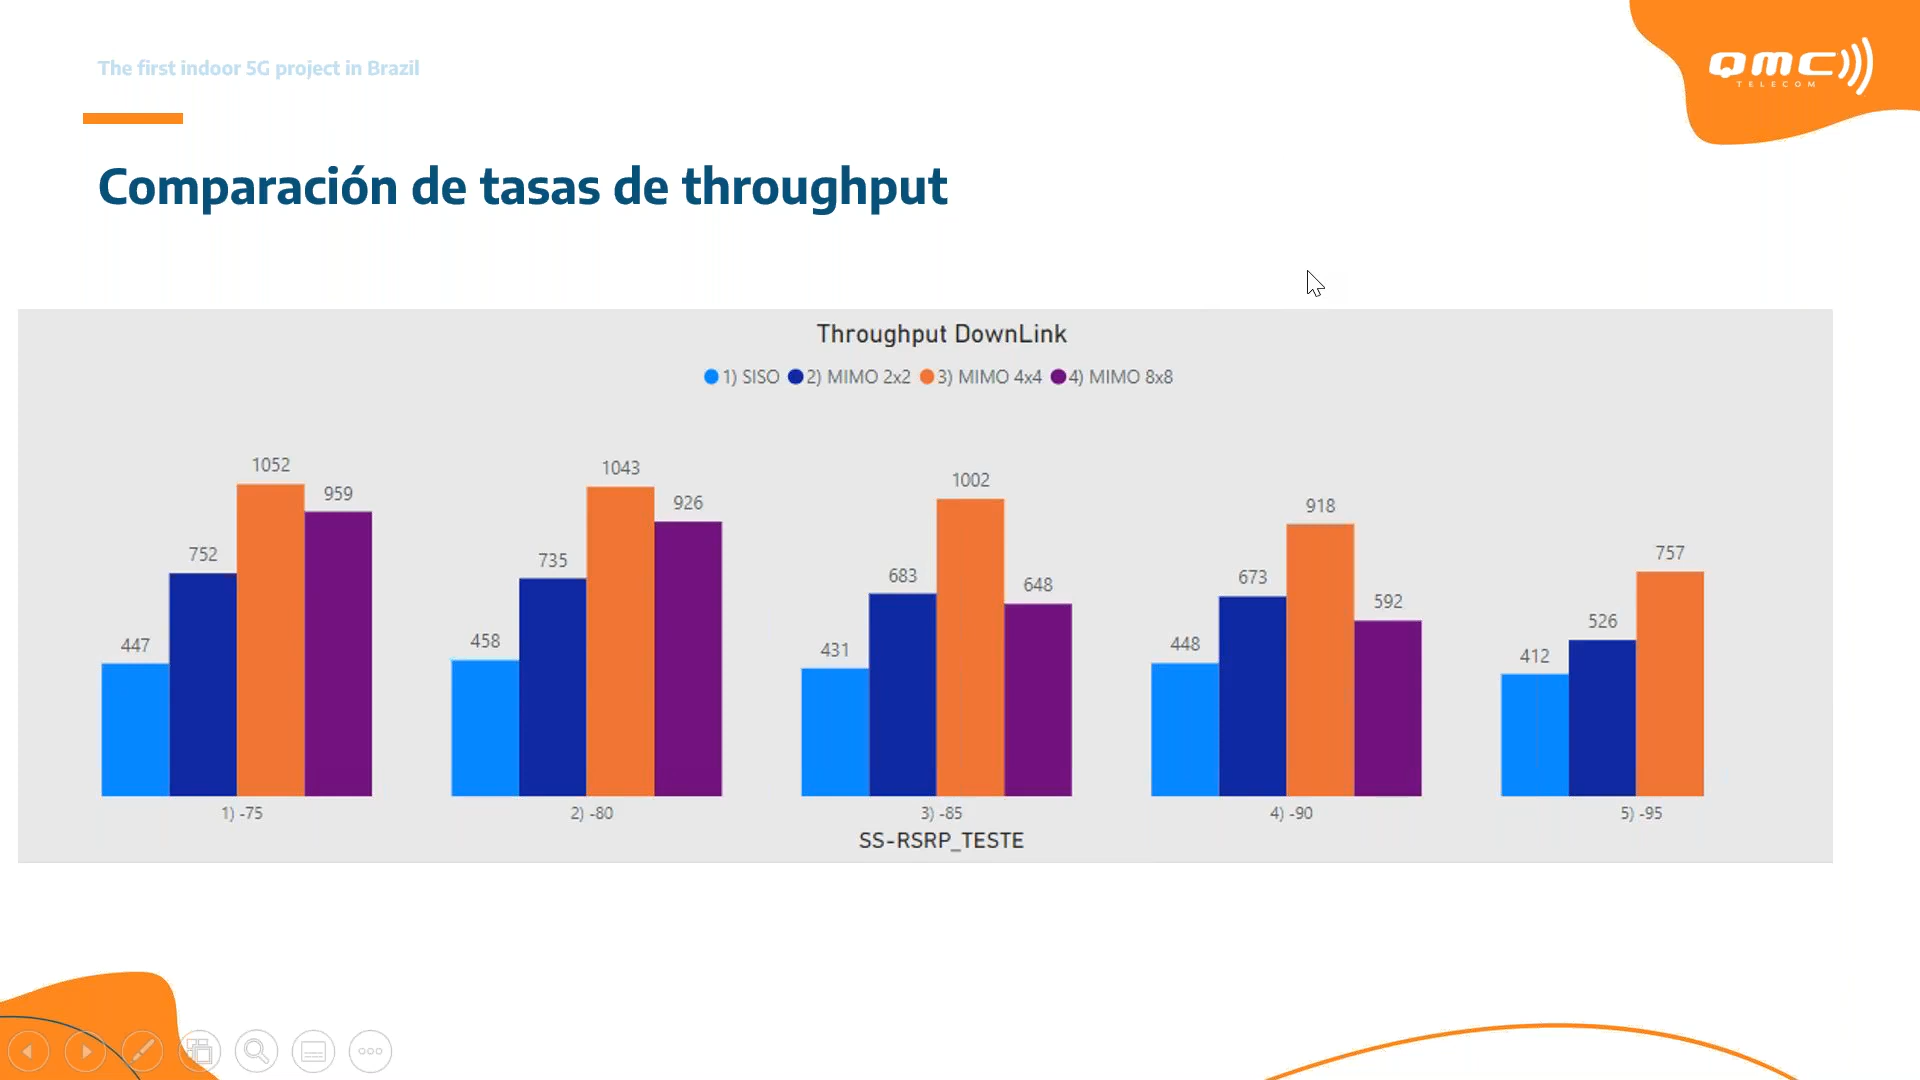 The first indoor 5G project in Brazil
QMC
TELECOM
Comparación de tasas de throughput
Throughput DownLink
1) SISO 2) MIMO 2x2 3) MIMO 4x4 4) MIMO 8x8
447 752 1052 959
458 735 1043 926
431 683 1002 648
448 673 918 592
412 526 757
1) -75 2) -80 3) -85 4) -90 5) -95
SS-RSRP_TESTE